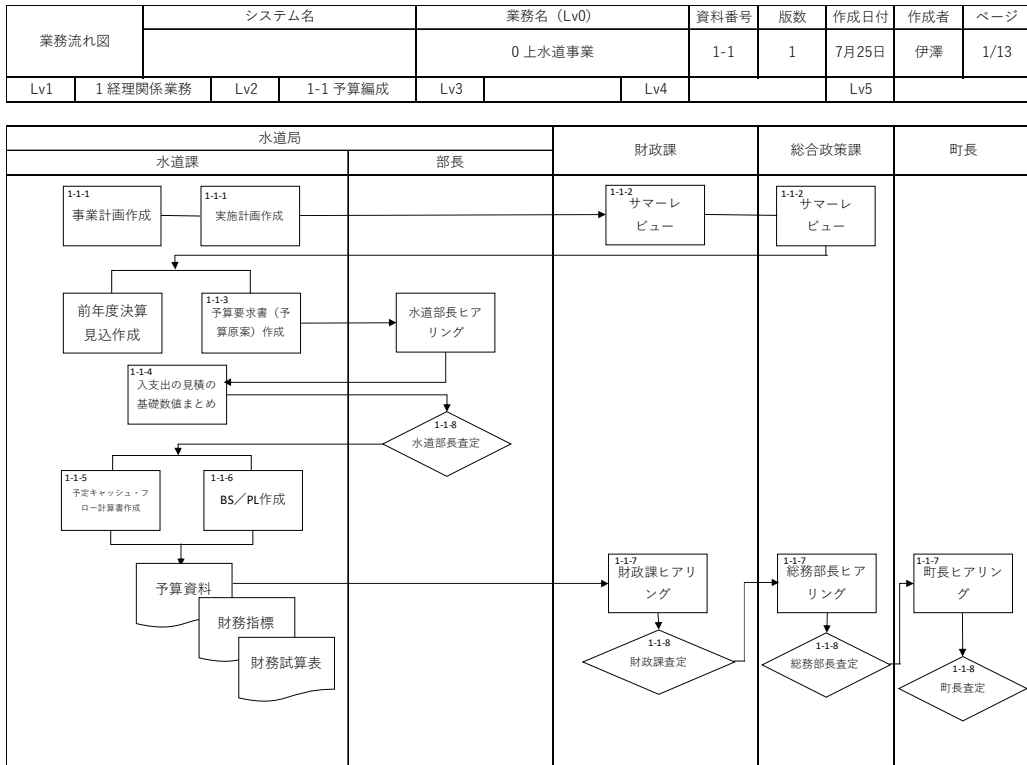 業務流れ図
システム名
業務名（Lv0）
資料番号
版数
作成日付
作成者
ページ
0 上水道事業
1-1
1
7月25日
伊澤
1/13
Lv1
1 経理関係業務
Lv2
1-1 予算編成
Lv3
Lv4
Lv5
水道局
財政課
総合政策課
町長
水道課
部長
1-1-1
事業計画作成
1-1-1
実施計画作成
1-1-2
サマーレ
ビュー
1-1-2
サマーレ
ビュー
前年度決算
見込作成
1-1-3
予算要求書（予
算原案）作成
水道部長ヒア
リング
1-1-4
入支出の見積の
基礎数値まとめ
1-1-8
水道部長査定
1-1-5
予定キャッシュ・フ
ロー計算書作成
1-1-6
BS／PL作成
予算資料
財務指標
財務試算表
1-1-7
財政課ヒアリ
ング
1-1-7
総務部長ヒア
リング
1-1-7
町長ヒアリン
グ
1-1-8
財政課査定
1-1-8
総務部長査定
1-1-8
町長査定